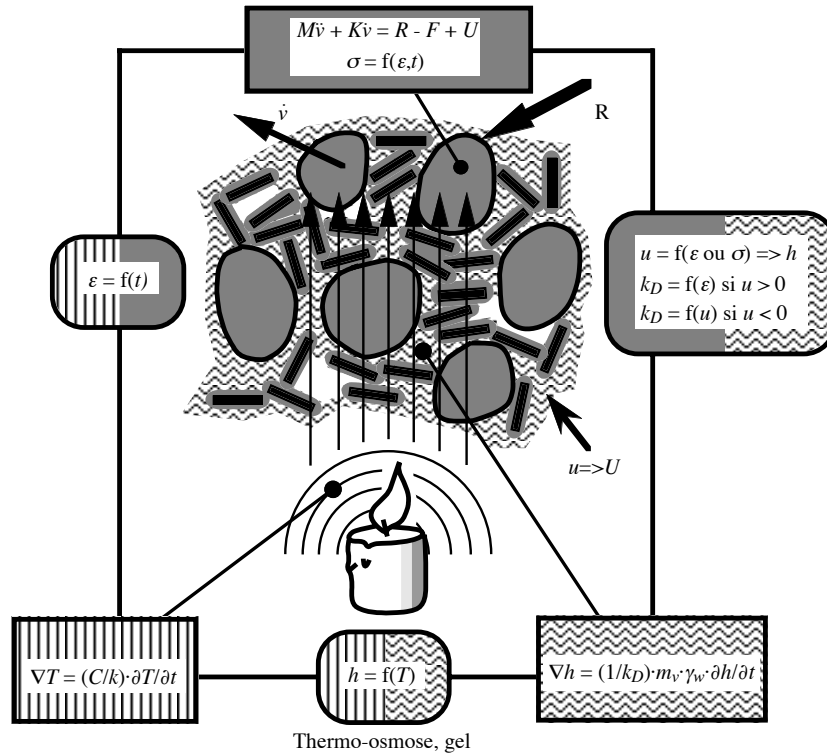 Mv̈ + Kv̇ = R - F + U
σ = f(ε,t)
v̇
R
ε = f(t)
u = f(ε ou σ) => h
k_D = f(ε) si u > 0
k_D = f(u) si u < 0
u=>U
∇T = (C/k)·∂T/∂t
h = f(T)
∇h = (1/k_D)·m_v·γ_w·∂h/∂t
Thermo-osmose, gel